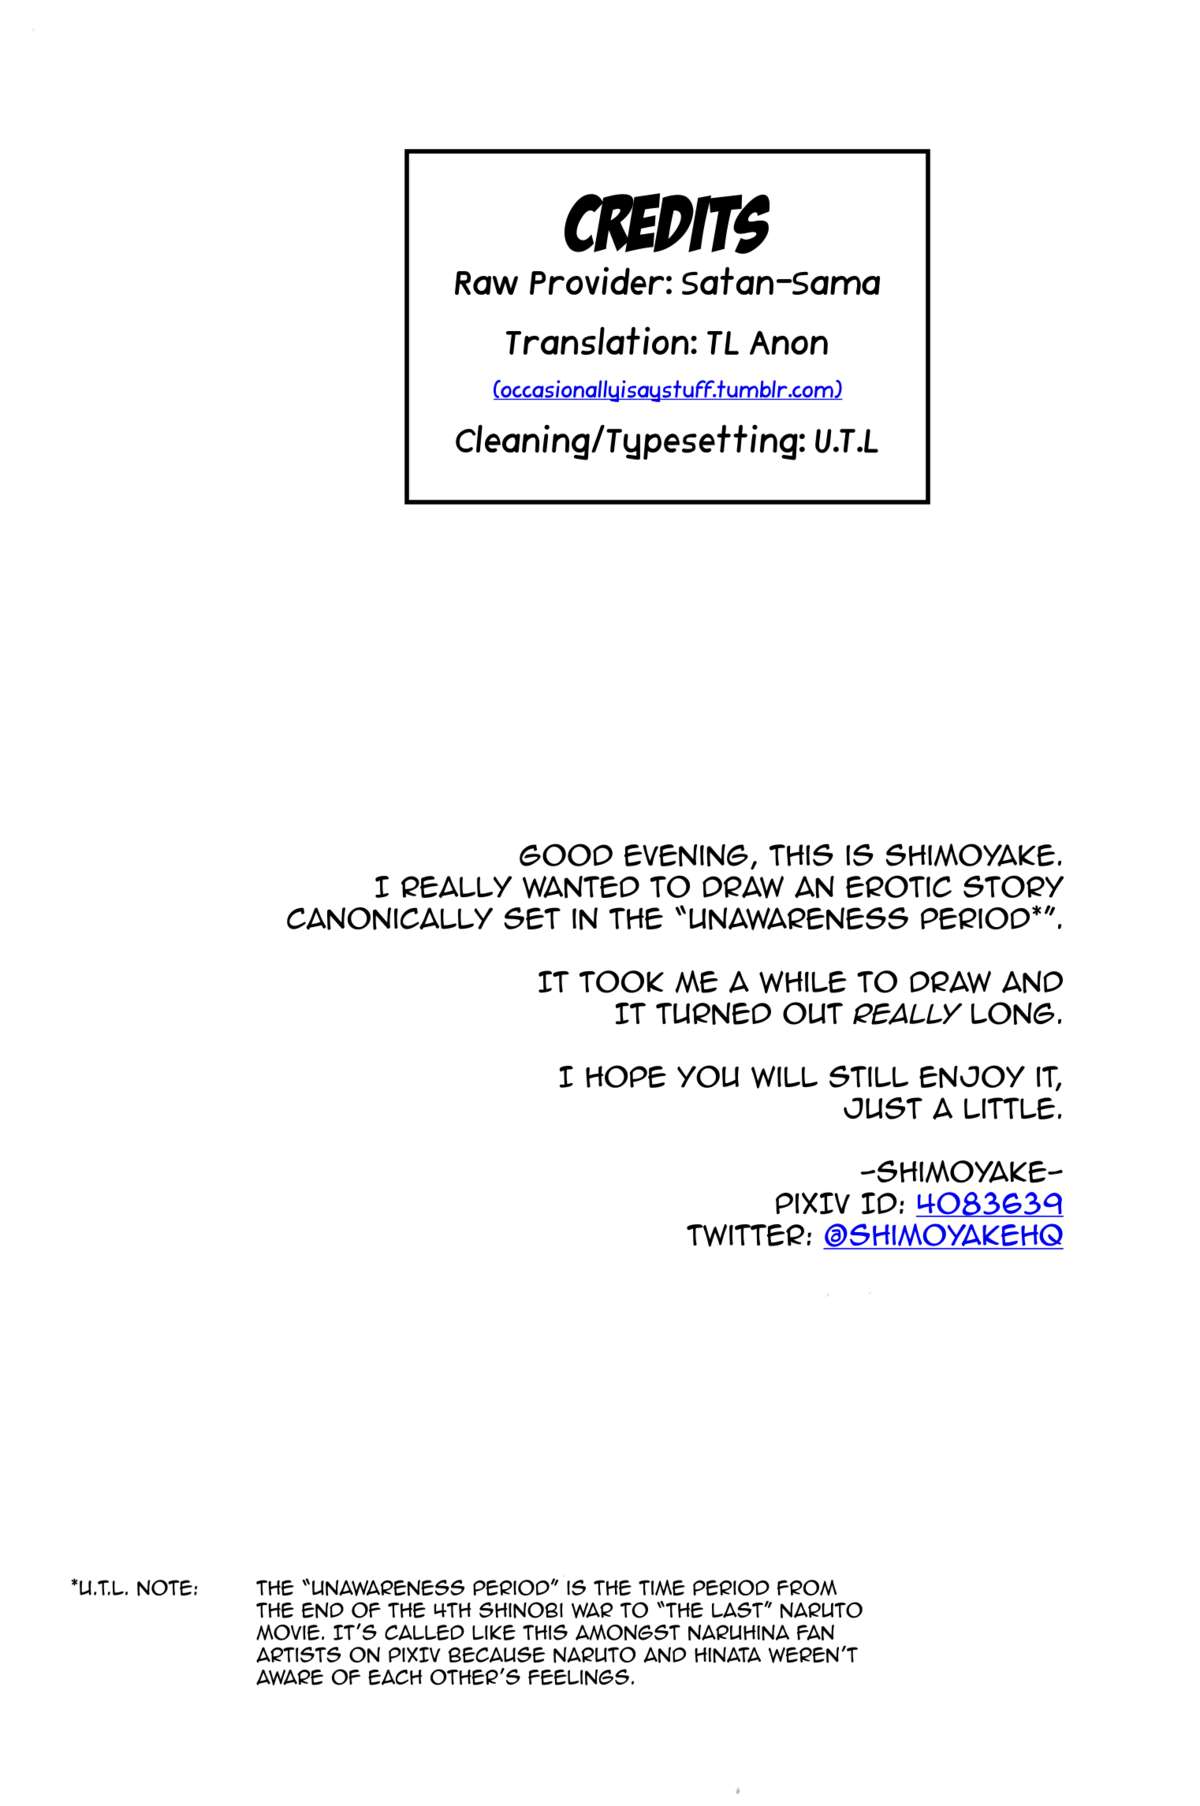 CREDITS
Raw Provider: Satan-Sama
Translation: TL Anon
(occasionallyisaystuff.tumblr.com)
Cleaning/Typesetting: U.T.L
GOOD EVENING, THIS IS SHIMOYAKE.
I REALLY WANTED TO DRAW AN EROTIC STORY
CANONICALLY SET IN THE “UNAWARENESS PERIOD*”.
IT TOOK ME A WHILE TO DRAW AND
IT TURNED OUT REALLY LONG.
I HOPE YOU WILL STILL ENJOY IT,
JUST A LITTLE.
-SHIMOYAKE-
PIXIV ID: 4083639
TWITTER: @SHIMOYAKEHQ
*U.T.L. NOTE: THE “UNAWARENESS PERIOD” IS THE TIME PERIOD FROM
THE END OF THE 4TH SHINOBI WAR TO “THE LAST” NARUTO
MOVIE. IT'S CALLED LIKE THIS AMONGST NARUHINA FAN
ARTISTS ON PIXIV BECAUSE NARUTO AND HINATA WEREN'T
AWARE OF EACH OTHER'S FEELINGS.